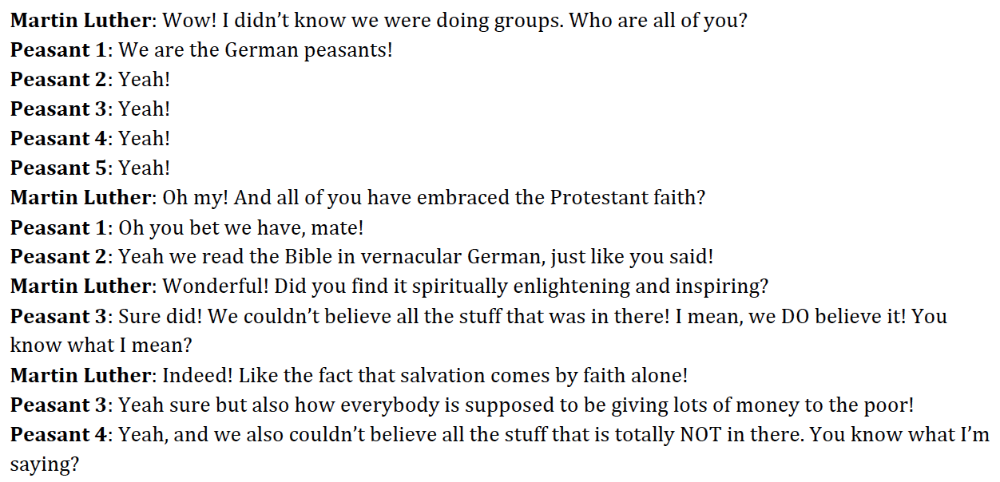 Martin Luther: Wow! I didn’t know we were doing groups. Who are all of you?
Peasant 1: We are the German peasants!
Peasant 2: Yeah!
Peasant 3: Yeah!
Peasant 4: Yeah!
Peasant 5: Yeah!
Martin Luther: Oh my! And all of you have embraced the Protestant faith?
Peasant 1: Oh you bet we have, mate!
Peasant 2: Yeah we read the Bible in vernacular German, just like you said!
Martin Luther: Wonderful! Did you find it spiritually enlightening and inspiring?
Peasant 3: Sure did! We couldn’t believe all the stuff that was in there! I mean, we DO believe it! You
know what I mean?
Martin Luther: Indeed! Like the fact that salvation comes by faith alone!
Peasant 3: Yeah sure but also how everybody is supposed to be giving lots of money to the poor!
Peasant 4: Yeah, and we also couldn’t believe all the stuff that is totally NOT in there. You know what I’m
saying?